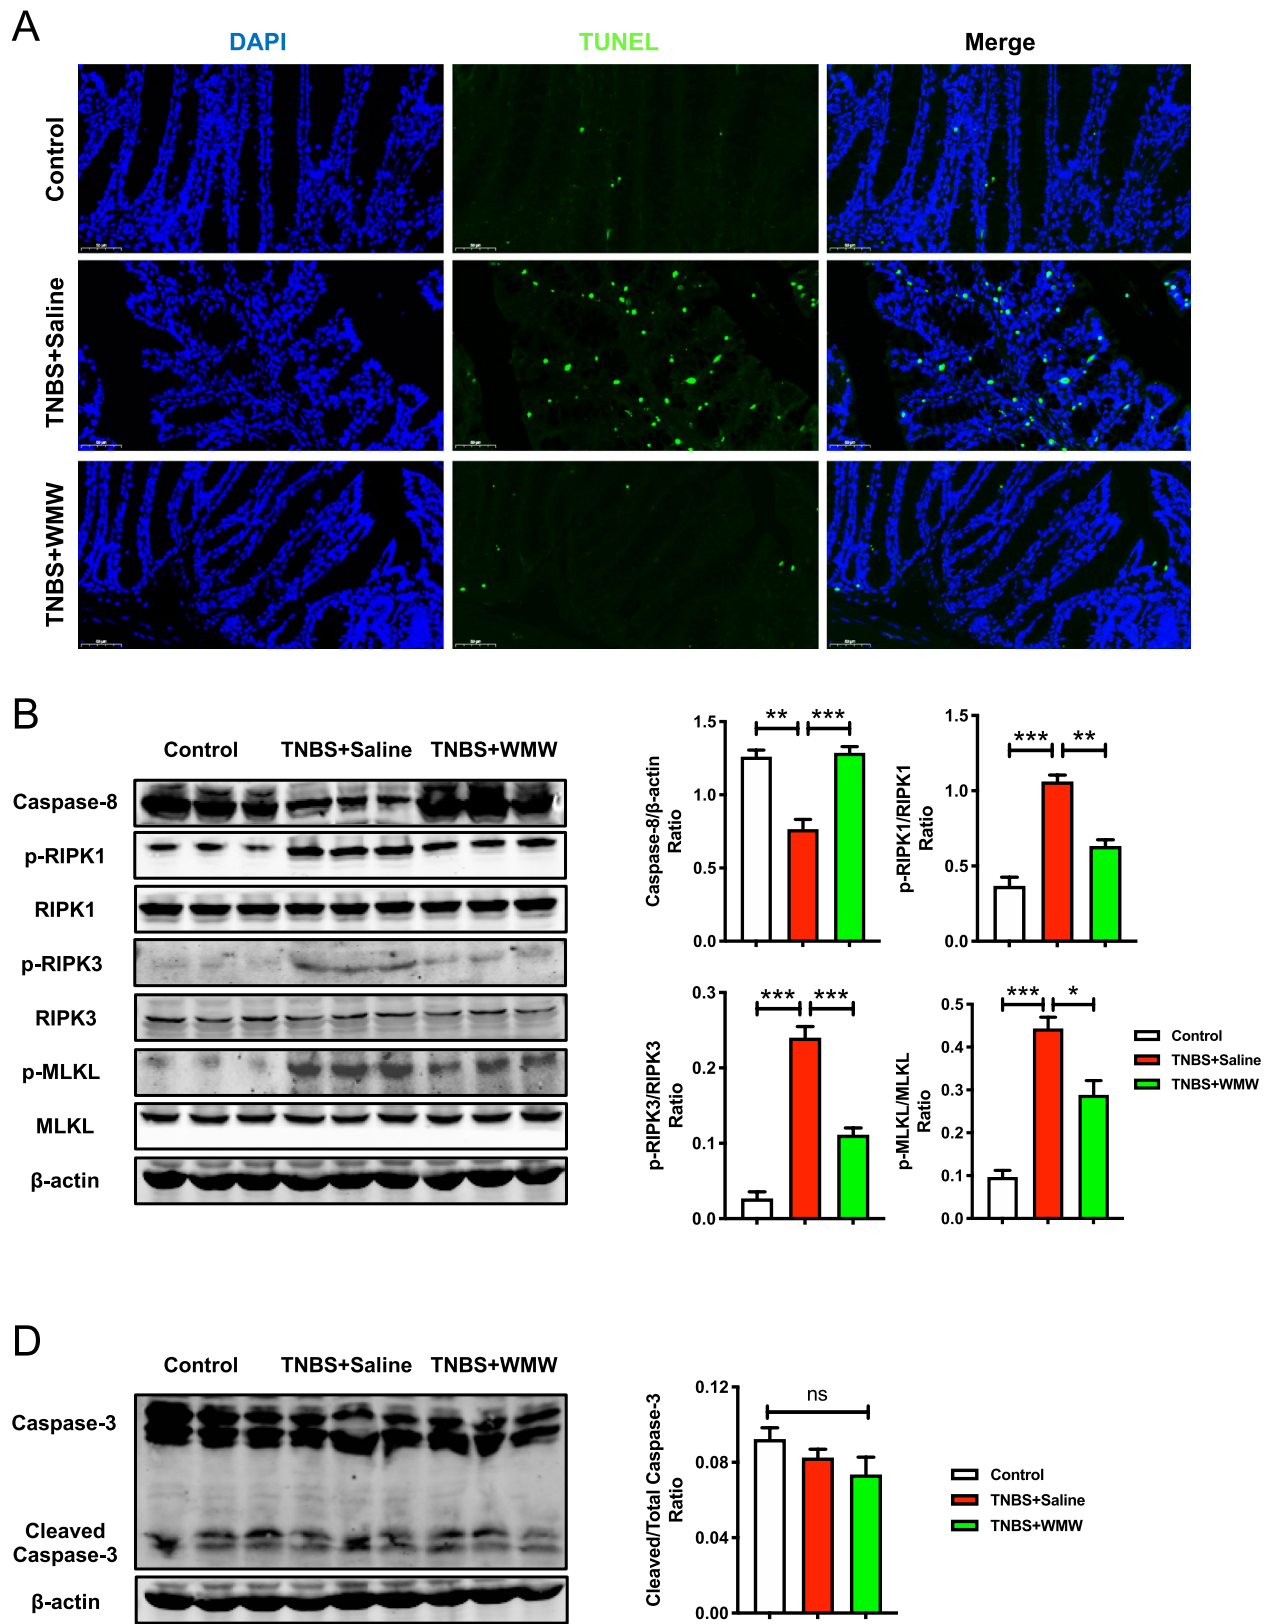 A
DAPI
TUNEL
Merge
Control
TNBS+Saline
TNBS+WMW
B
Control
TNBS+Saline
TNBS+WMW
Caspase-8
p-RIPK1
RIPK1
p-RIPK3
RIPK3
p-MLKL
MLKL
β-actin
Caspase-8/β-actin
Ratio
1.5
1.0
0.5
0.0
**
***
p-RIPK1/RIPK1
Ratio
1.5
1.0
0.5
0.0
***
**
p-RIPK3/RIPK3
Ratio
0.3
0.2
0.1
0.0
***
***
p-MLKL/MLKL
Ratio
0.5
0.4
0.3
0.2
0.1
0.0
***
*
Control
TNBS+Saline
TNBS+WMW
D
Control
TNBS+Saline
TNBS+WMW
Caspase-3
Cleaved
Caspase-3
β-actin
Cleaved/Total Caspase-3
Ratio
0.12
0.08
0.04
0.00
ns
Control
TNBS+Saline
TNBS+WMW